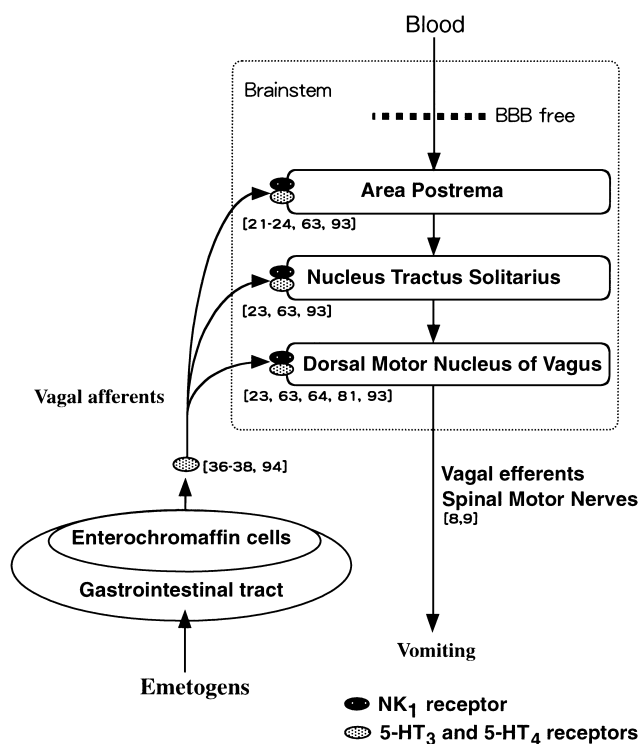 Blood
Brainstem
BBB free
Area Postrema
[21-24, 63, 93]
Nucleus Tractus Solitarius
[23, 63, 93]
Dorsal Motor Nucleus of Vagus
[23, 63, 64, 81, 93]
Vagal afferents
[36-38, 94]
Vagal efferents
Spinal Motor Nerves
[8,9]
Enterochromaffin cells
Gastrointestinal tract
Emetogens
Vomiting
NK1 receptor
5-HT3 and 5-HT4 receptors